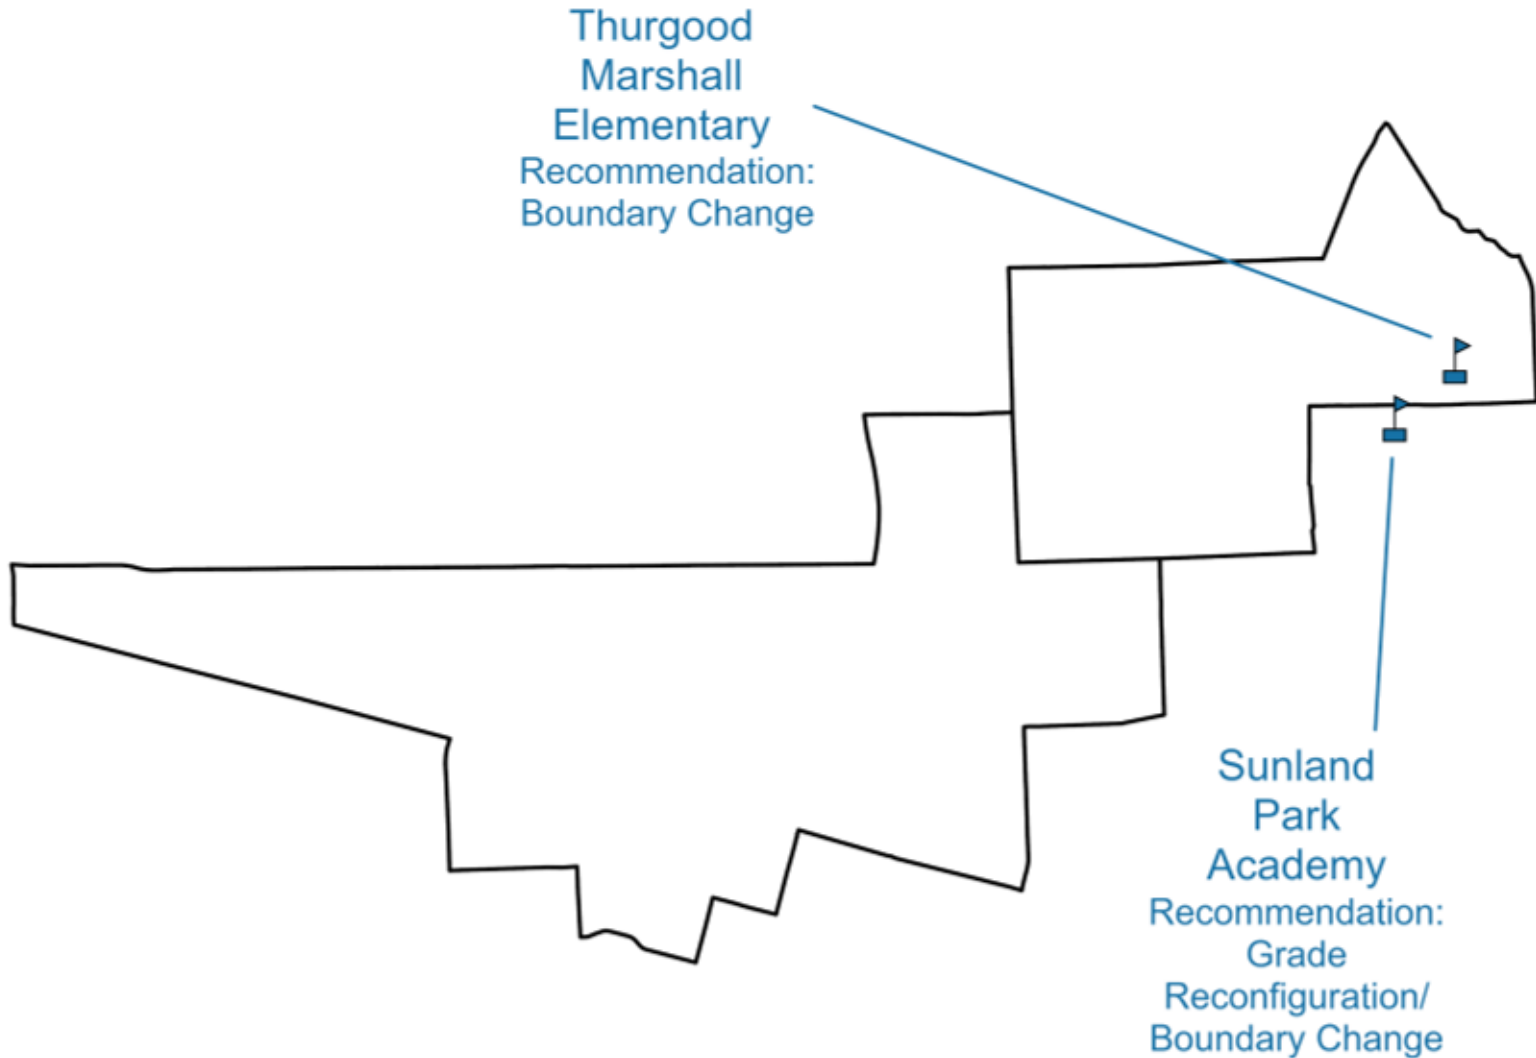 Thurgood
Marshall
Elementary
Recommendation:
Boundary Change
Sunland
Park
Academy
Recommendation:
Grade
Reconfiguration/
Boundary Change